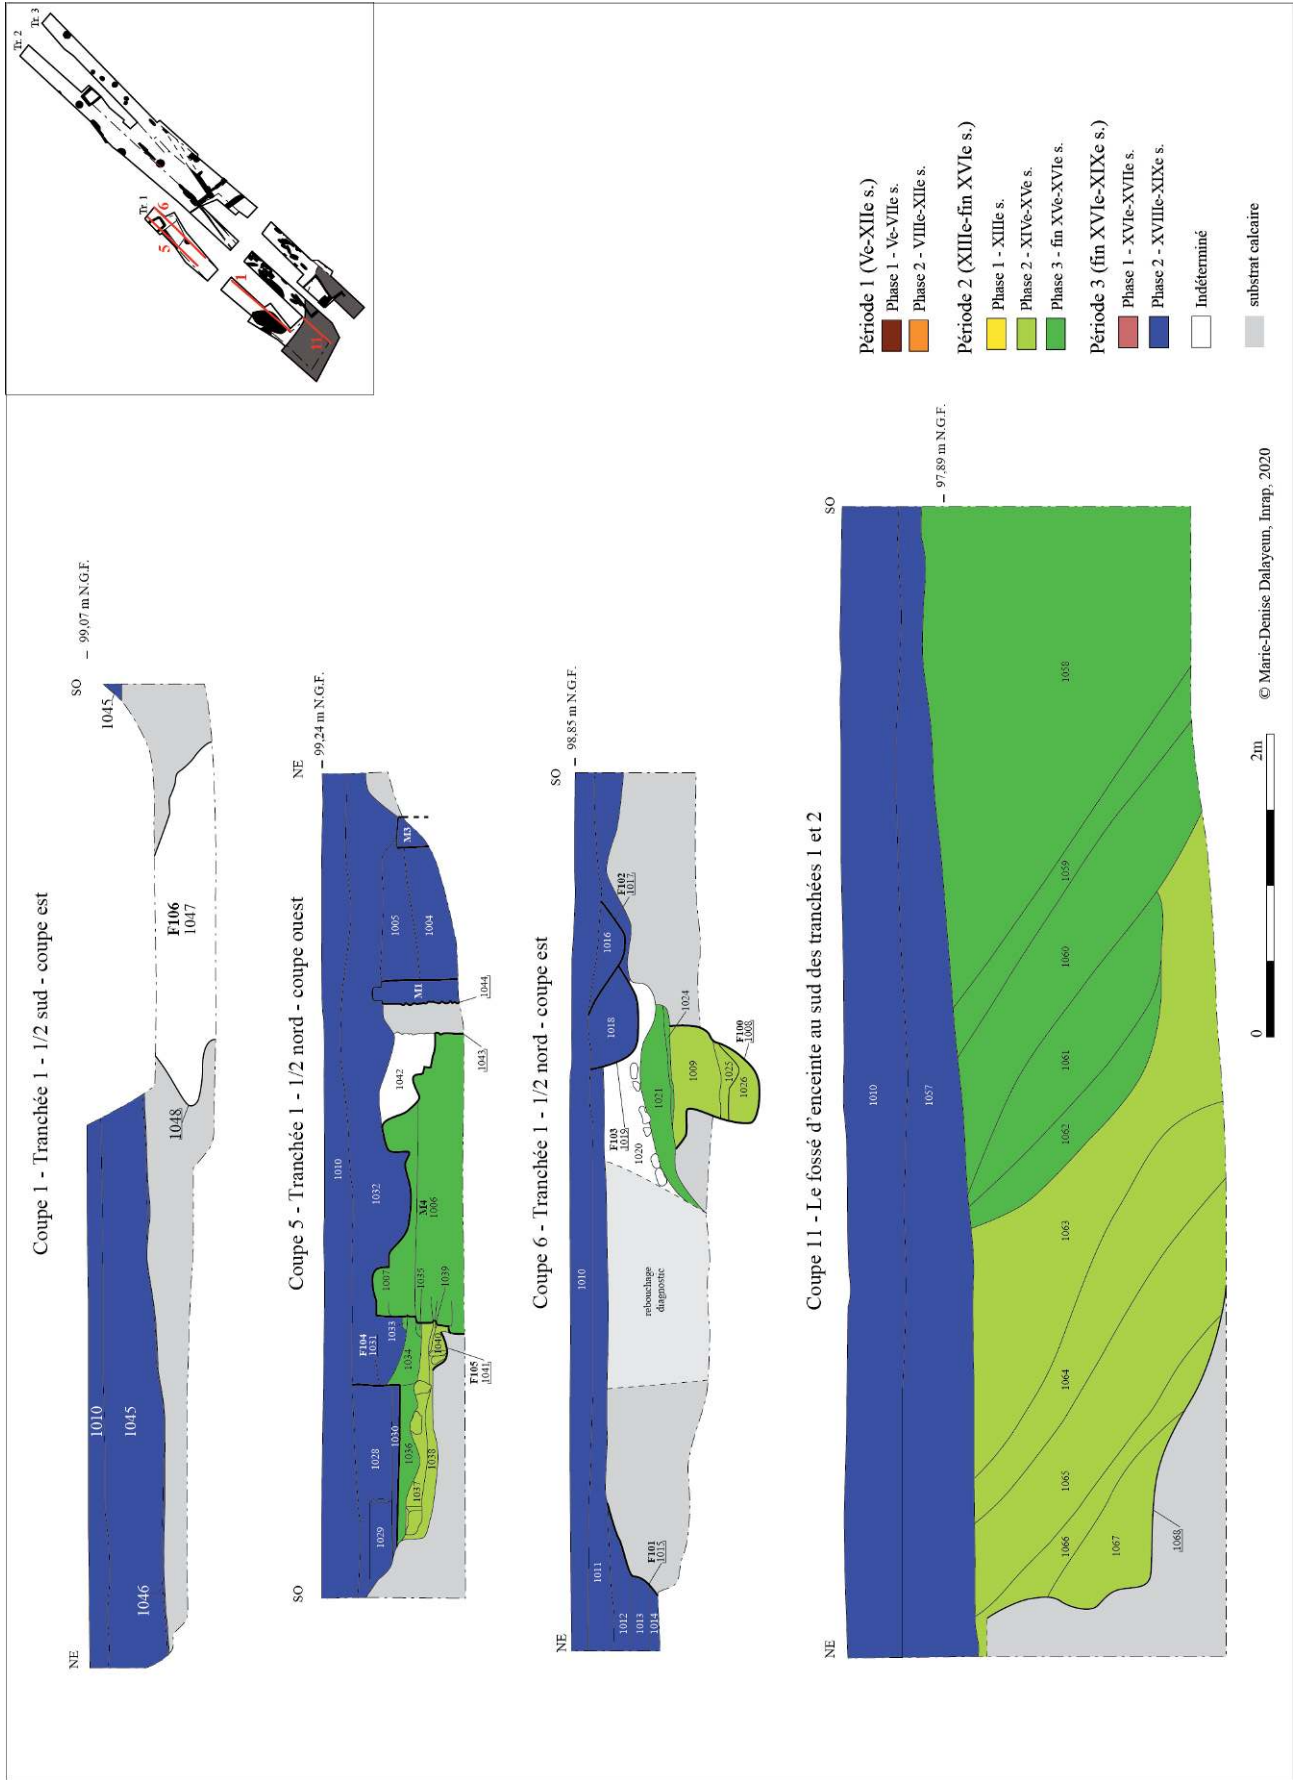 Tr. 1
Tr. 2
Tr. 3
5
6
1
11
Coupe 1 - Tranchée 1 - 1/2 sud - coupe est
NE
SO
99,07 m N.G.F.
1010
1045
1046
1048
F106
1047
1045
Coupe 5 - Tranchée 1 - 1/2 nord - coupe ouest
SO
NE
99,24 m N.G.F.
1010
1029
1028
1030
F104
1031
1033
1007
1032
1042
M1
1005
1004
M3
1037
1036
1038
1034
1040
1035
1039
M4
1006
F105
1041
1043
1044
Coupe 6 - Tranchée 1 - 1/2 nord - coupe est
NE
SO
98,85 m N.G.F.
1010
1011
1012
1013
1014
F101
1015
rebouchage
diagnostic
F103
1019
1020
1021
1018
1016
F102
1017
1024
1009
1025
1026
F100
1008
Coupe 11 - Le fossé d'enceinte au sud des tranchées 1 et 2
NE
SO
97,89 m N.G.F.
1010
1057
1058
1059
1060
1061
1062
1063
1064
1065
1066
1067
1068
Période 1 (Ve-XIIe s.)
Phase 1 - Ve-VIIe s.
Phase 2 - VIIIe-XIIe s.
Période 2 (XIIIe-fin XVIe s.)
Phase 1 - XIIIe s.
Phase 2 - XIVe-XVe s.
Phase 3 - fin XVe-XVIe s.
Période 3 (fin XVIe-XIXe s.)
Phase 1 - XVIe-XVIIe s.
Phase 2 - XVIIIe-XIXe s.
Indéterminé
substrat calcaire
0
2m
© Marie-Denise Dalayeun, Inrap, 2020